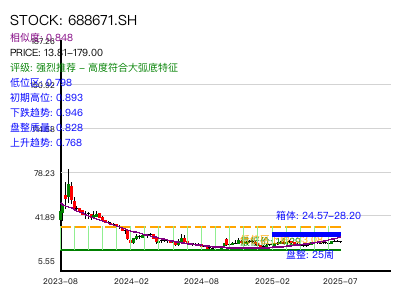 STOCK: 688671.SH
相似度: 0.848
PRICE: 13.81–179.00
评级: 强烈推荐 – 高度符合大弧底特征
低位区: 0.798
初期高位: 0.893
下跌趋势: 0.946
盘整质量: 0.828
上升趋势: 0.768
78.23
41.89
5.55
箱体: 24.57–28.20
盘整: 25周
2023–08
2024–02
2024–08
2025–02
2025–07